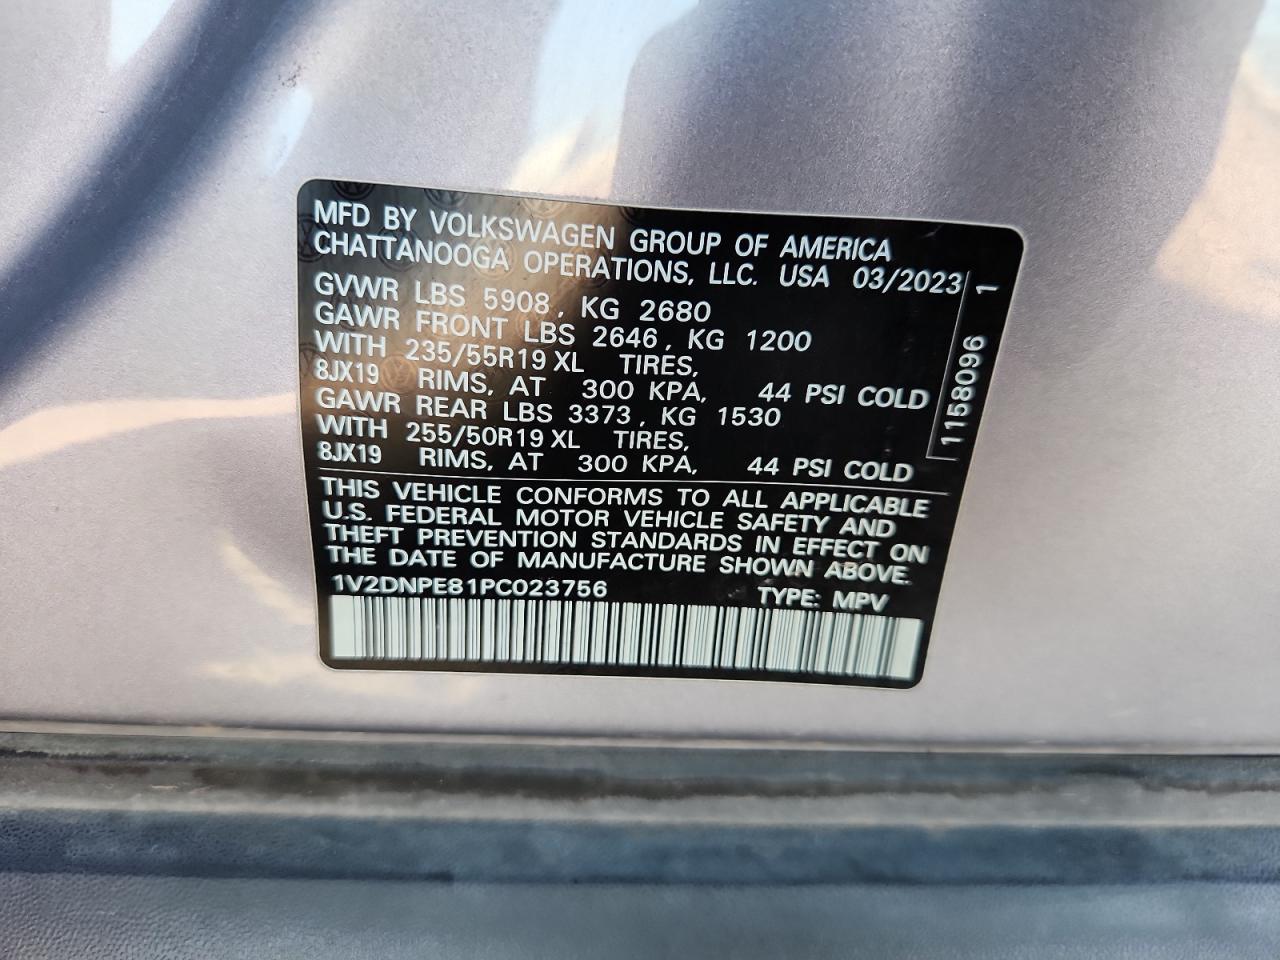 MFD BY VOLKSWAGEN GROUP OF AMERICA
CHATTANOOGA OPERATIONS, LLC. USA 03/2023
GVWR LBS 5908, KG 2680
GAWR FRONT LBS 2646, KG 1200
WITH 235/55R19 XL TIRES,
8JX19 RIMS, AT 300 KPA, 44 PSI COLD
GAWR REAR LBS 3373, KG 1530
WITH 255/50R19 XL TIRES,
8JX19 RIMS, AT 300 KPA, 44 PSI COLD
1158096 1
THIS VEHICLE CONFORMS TO ALL APPLICABLE
U.S. FEDERAL MOTOR VEHICLE SAFETY AND
THEFT PREVENTION STANDARDS IN EFFECT ON
THE DATE OF MANUFACTURE SHOWN ABOVE.
1V2DNPE81PC023756 TYPE: MPV